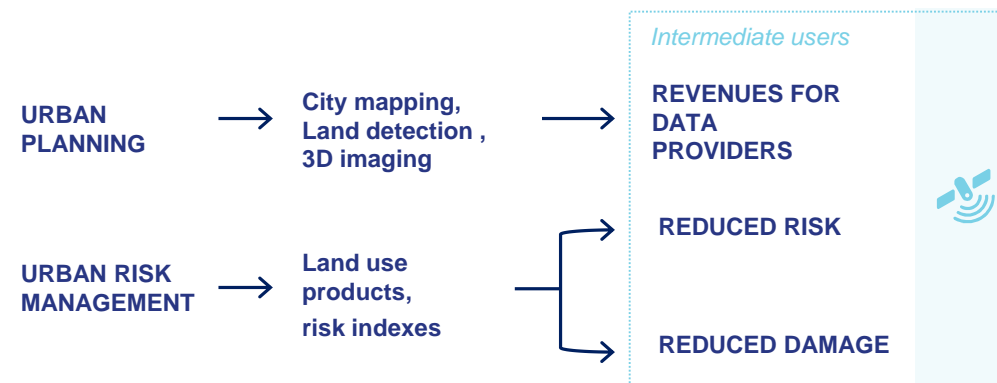 Intermediate users
URBAN
PLANNING
City mapping,
Land detection ,
3D imaging
REVENUES FOR
DATA
PROVIDERS
URBAN RISK
MANAGEMENT
Land use
products,
risk indexes
REDUCED RISK
REDUCED DAMAGE